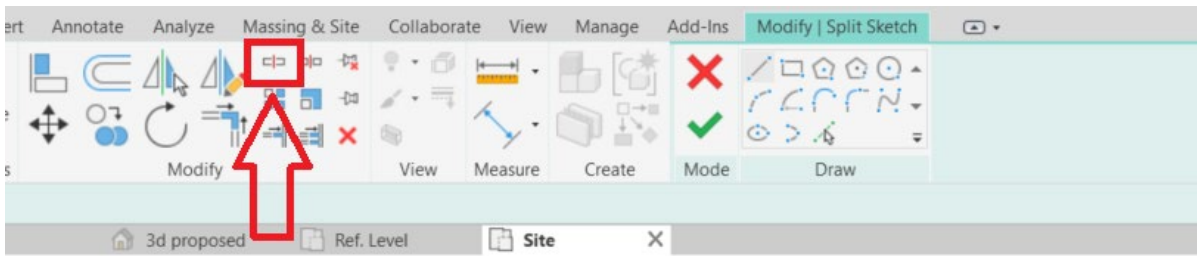 ert Annotate Analyze Massing & Site Collaborate View Manage Add-Ins Modify | Split Sketch
Modify View Measure Create Mode Draw
3d proposed Ref. Level Site